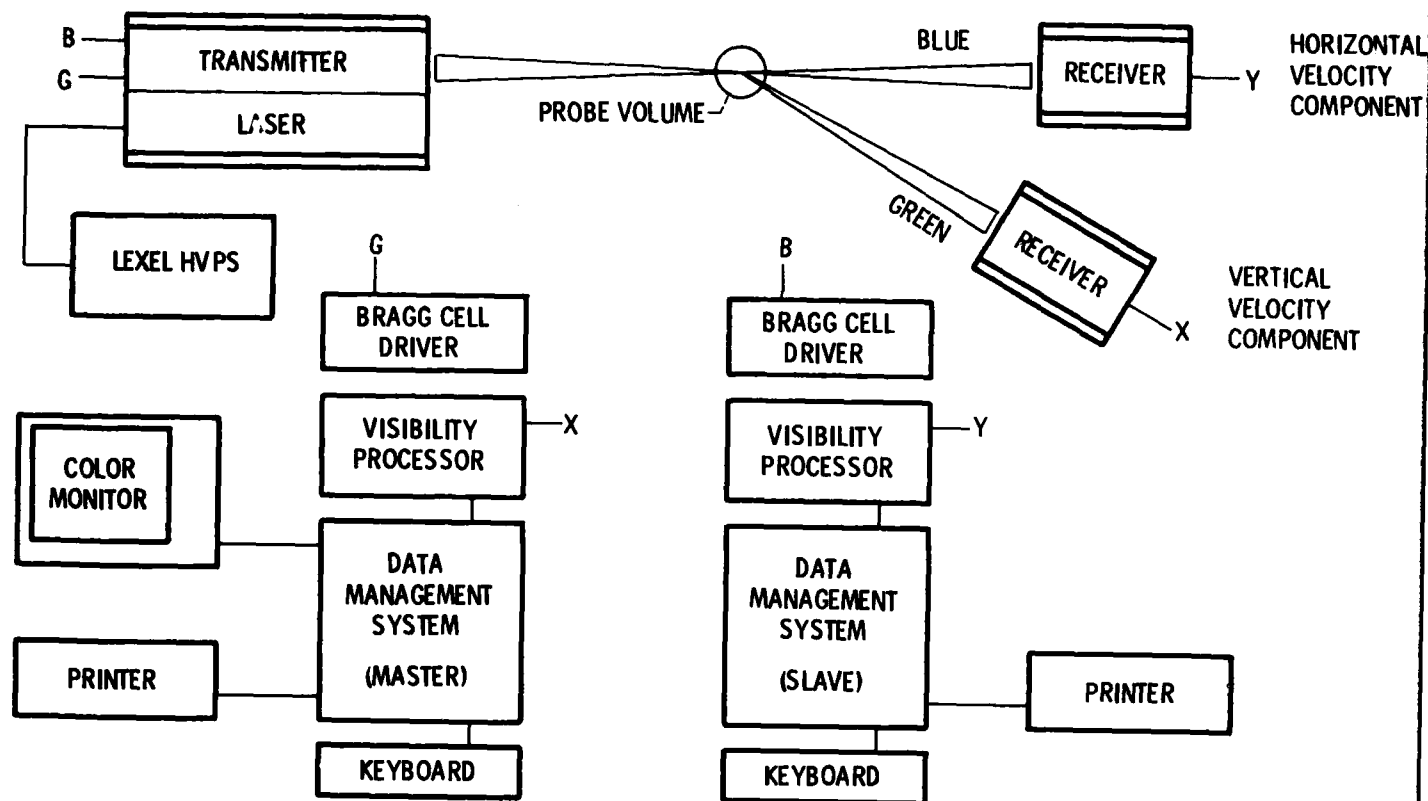 B
G
TRANSMITTER
LASER
LEXEL HVPS
PROBE VOLUME
BLUE
RECEIVER
Y
HORIZONTAL
VELOCITY
COMPONENT
GREEN
RECEIVER
X
VERTICAL
VELOCITY
COMPONENT
G
BRAGG CELL
DRIVER
VISIBILITY
PROCESSOR
X
COLOR
MONITOR
DATA
MANAGEMENT
SYSTEM
(MASTER)
PRINTER
KEYBOARD
B
BRAGG CELL
DRIVER
VISIBILITY
PROCESSOR
Y
DATA
MANAGEMENT
SYSTEM
(SLAVE)
PRINTER
KEYBOARD